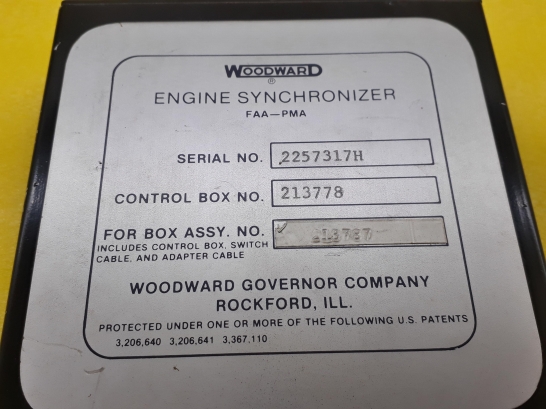 WOODWARD
®
ENGINE SYNCHRONIZER
FAA—PMA
SERIAL NO. 2257317H
CONTROL BOX NO. 213778
FOR BOX ASSY. NO.
INCLUDES CONTROL BOX, SWITCH
CABLE, AND ADAPTER CABLE
WOODWARD GOVERNOR COMPANY
ROCKFORD, ILL.
PROTECTED UNDER ONE OR MORE OF THE FOLLOWING U.S. PATENTS
3,206,640 3,206,641 3,367,110